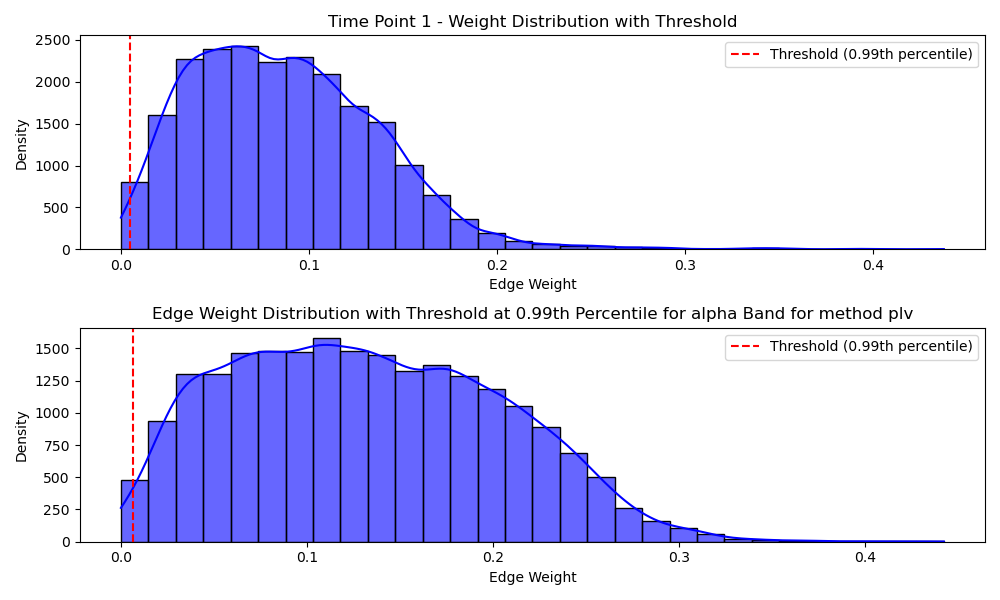 Time Point 1 - Weight Distribution with Threshold
Density
2500
2000
1500
1000
500
0
Threshold (0.99th percentile)
0.0 0.1 0.2 0.3 0.4
Edge Weight
Edge Weight Distribution with Threshold at 0.99th Percentile for alpha Band for method plv
Density
1500
1250
1000
750
500
250
0
Threshold (0.99th percentile)
0.0 0.1 0.2 0.3 0.4
Edge Weight